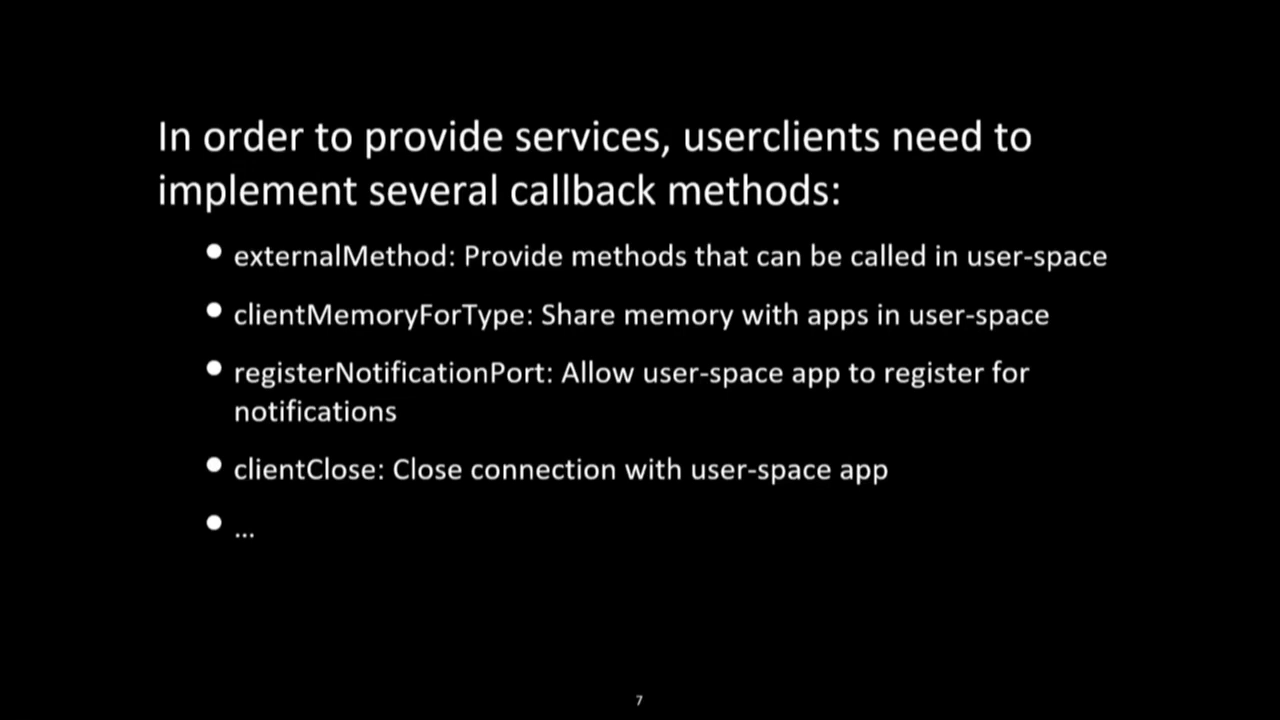 In order to provide services, userclients need to
implement several callback methods:
• externalMethod: Provide methods that can be called in user-space
• clientMemoryForType: Share memory with apps in user-space
• registerNotificationPort: Allow user-space app to register for
notifications
• clientClose: Close connection with user-space app
• ...
7